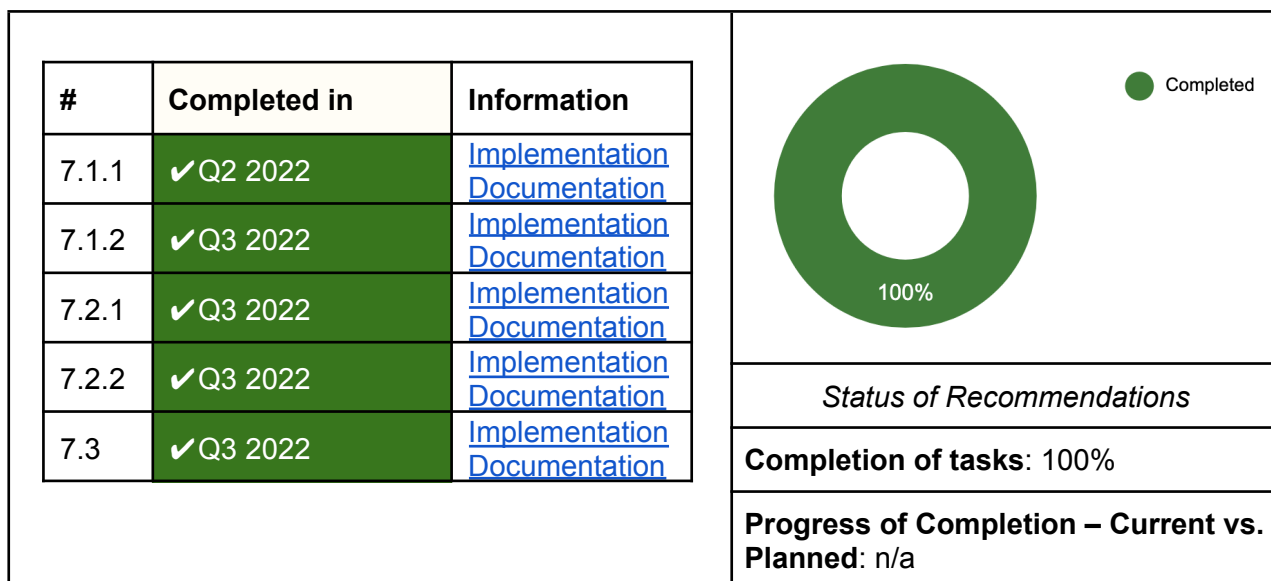 # Completed in Information
7.1.1 ✔Q2 2022 Implementation
Documentation
7.1.2 ✔Q3 2022 Implementation
Documentation
7.2.1 ✔Q3 2022 Implementation
Documentation
7.2.2 ✔Q3 2022 Implementation
Documentation
7.3 ✔Q3 2022 Implementation
Documentation
Completed
100%
Status of Recommendations
Completion of tasks: 100%
Progress of Completion – Current vs.
Planned: n/a